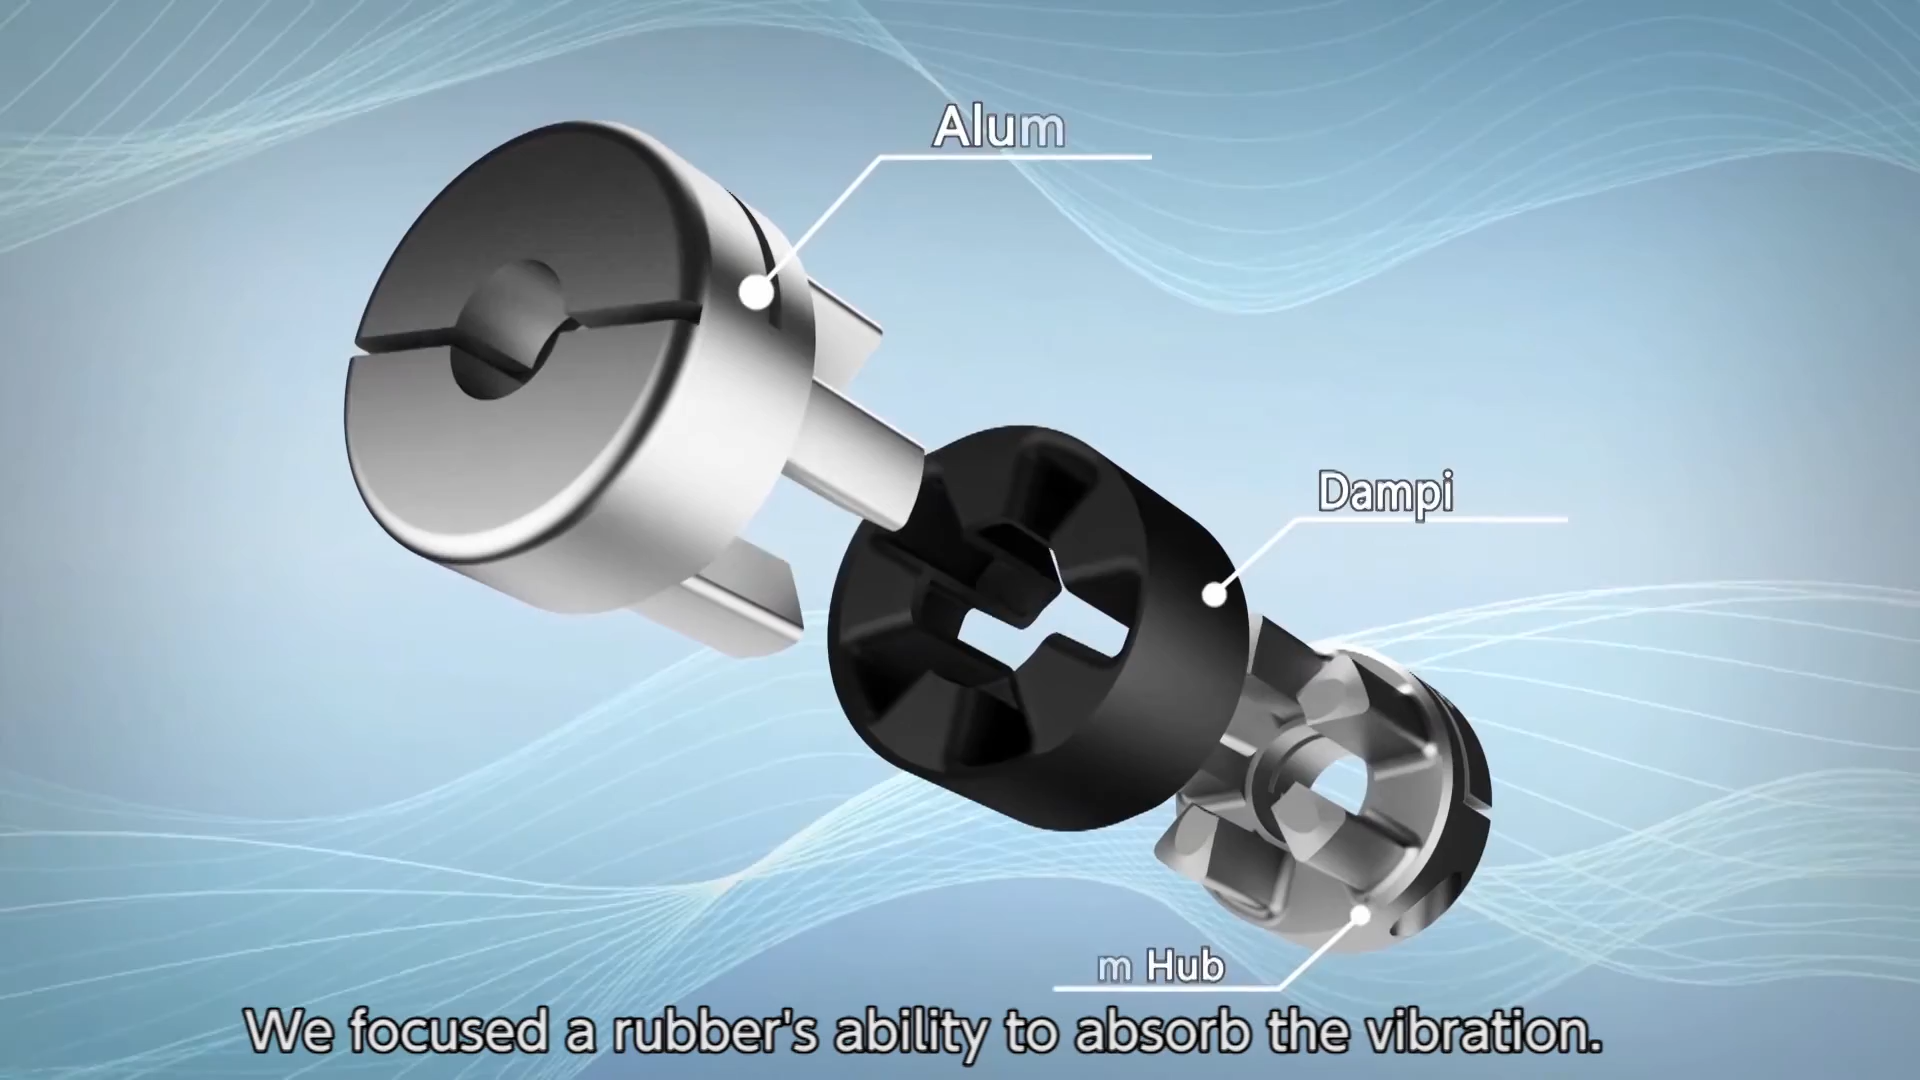 Alum
Dampi
m Hub
We focused a rubber's ability to absorb the vibration.